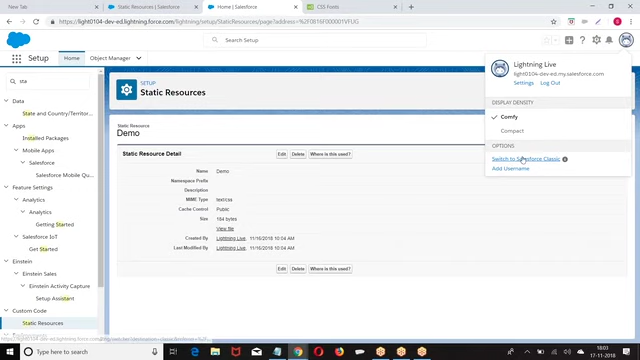 New Tab
Static Resources | Salesforce
Home | Salesforce
CSS Fonts
https://light0104-dev-ed.lightning.force.com/lightning/setup/StaticResources/page?address=%2F0816F00000001VFUG
Search Setup
Setup
Home
Object Manager
sta
Data
State and Country/Territor...
Apps
Installed Packages
Mobile Apps
Salesforce
Salesforce Mobile Qu...
Feature Settings
Analytics
Analytics
Getting Started
Salesforce IoT
Get Started
Einstein
Einstein Sales
Einstein Activity Capture
Setup Assistant
Custom Code
Static Resources
SETUP
Static Resources
Static Resource
Demo
Static Resource Detail
Edit
Delete
Where is this used?
Name Demo
Namespace Prefix
Description
MIME Type text/css
Cache Control Public
Size 184 bytes
View file
Created By Lightning Live, 11/16/2018 10:04 AM
Last Modified By Lightning Live, 11/16/2018 10:04 AM
Edit
Delete
Where is this used?
Lightning Live
light0104-dev-ed.my.salesforce.com
Settings
Log Out
DISPLAY DENSITY
Comfy
Compact
OPTIONS
Switch to Salesforce Classic
Add Username
Type here to search
18:03
17-11-2018